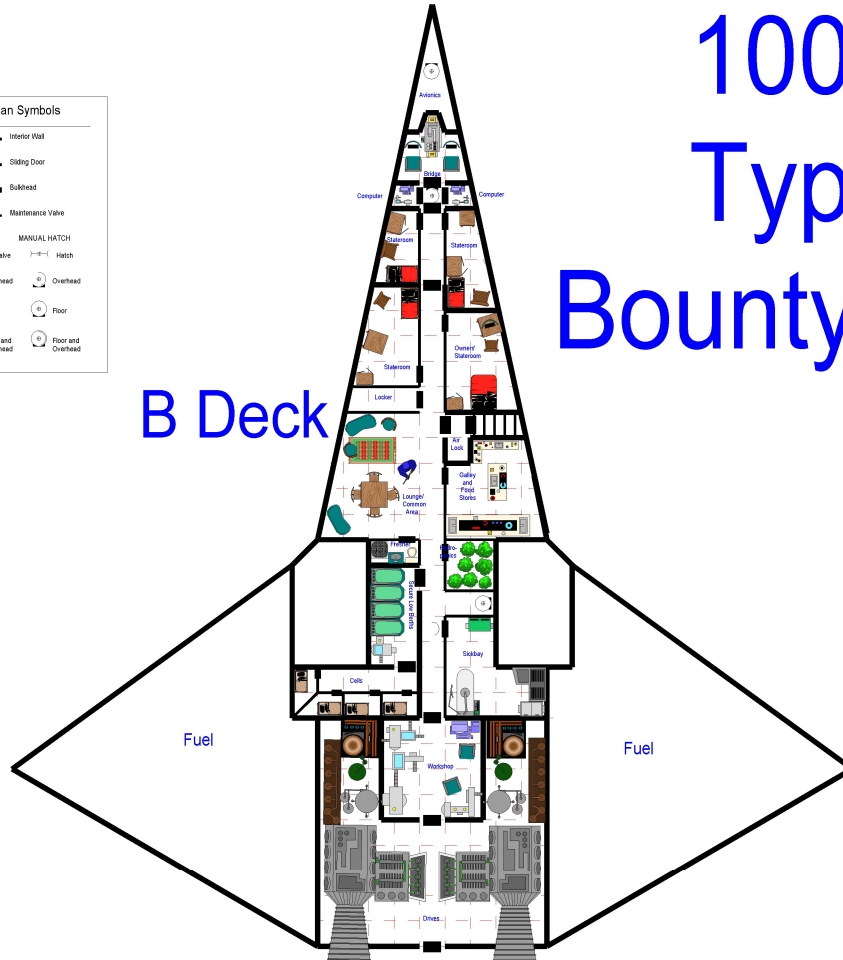 100
Typ
Bounty
an Symbols
Interior Wall
Sliding Door
Bulkhead
Maintenance Valve
MANUAL HATCH
alve
Hatch
head
Overhead
Floor
and
head
Floor and
Overhead
B Deck
Avionics
Bridge
Computer
Computer
Stateroom
Stateroom
Stateroom
Owners'
Stateroom
Locker
Air
Lock
Galley
and
Food
Stores
Lounge/
Common
Area
Fresher
Hydro-
ponics
Secure Low Berths
Sickbay
Cells
Fuel
Fuel
Workshop
Drives